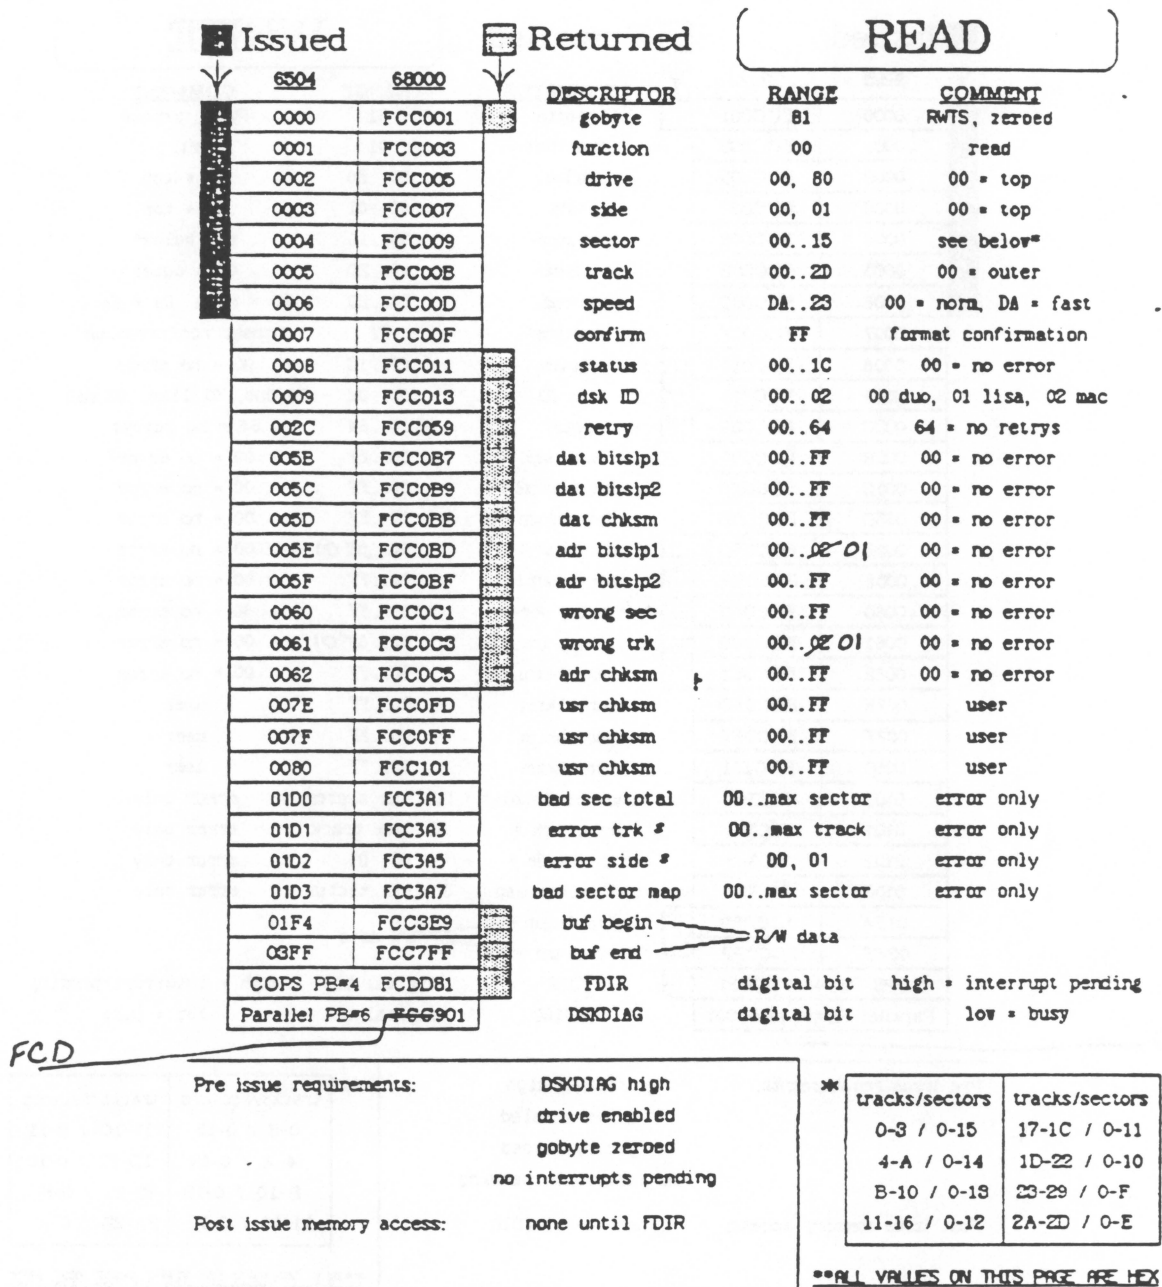 Issued Returned READ
6504 68000 DESCRIPTOR RANGE COMMENT
0000 FCC001 gobyte 81 RWTS, zeroed
0001 FCC003 function 00 read
0002 FCC005 drive 00, 80 00 = top
0003 FCC007 side 00, 01 00 = top
0004 FCC009 sector 00..15 see below*
0005 FCC00B track 00..2D 00 = outer
0006 FCC00D speed DA..23 00 = norm, DA = fast
0007 FCC00F confirm FF format confirmation
0008 FCC011 status 00..1C 00 = no error
0009 FCC013 dsk ID 00..02 00 duo, 01 lisa, 02 mac
002C FCC059 retry 00..64 64 = no retrys
005B FCC0B7 dat bitslp1 00..FF 00 = no error
005C FCC0B9 dat bitslp2 00..FF 00 = no error
005D FCC0BB dat chksm 00..FF 00 = no error
005E FCC0BD adr bitslp1 00..02 01 00 = no error
005F FCC0BF adr bitslp2 00..FF 00 = no error
0060 FCC0C1 wrong sec 00..FF 00 = no error
0061 FCC0C3 wrong trk 00..02 01 00 = no error
0062 FCC0C5 adr chksm 00..FF 00 = no error
007E FCC0FD usr chksm 00..FF user
007F FCC0FF usr chksm 00..FF user
0080 FCC101 usr chksm 00..FF user
01D0 FCC3A1 bad sec total 00..max sector error only
01D1 FCC3A3 error trk # 00..max track error only
01D2 FCC3A5 error side # 00, 01 error only
01D3 FCC3A7 bad sector map 00..max sector error only
01F4 FCC3E9 buf begin
R/W data
03FF FCC7FF buf end
COPS PB#4 FCDD81 FDIR digital bit high = interrupt pending
Parallel PB#6 FCC901 DSKDIAG digital bit low = busy
FCD
Pre issue requirements: DSKDIAG high
drive enabled
gobyte zeroed
no interrupts pending
Post issue memory access: none until FDIR
*
tracks/sectors tracks/sectors
0-3 / 0-15 17-1C / 0-11
4-A / 0-14 1D-22 / 0-10
B-10 / 0-13 23-29 / 0-F
11-16 / 0-12 2A-2D / 0-E
**ALL VALUES ON THIS PAGE ARE HEX